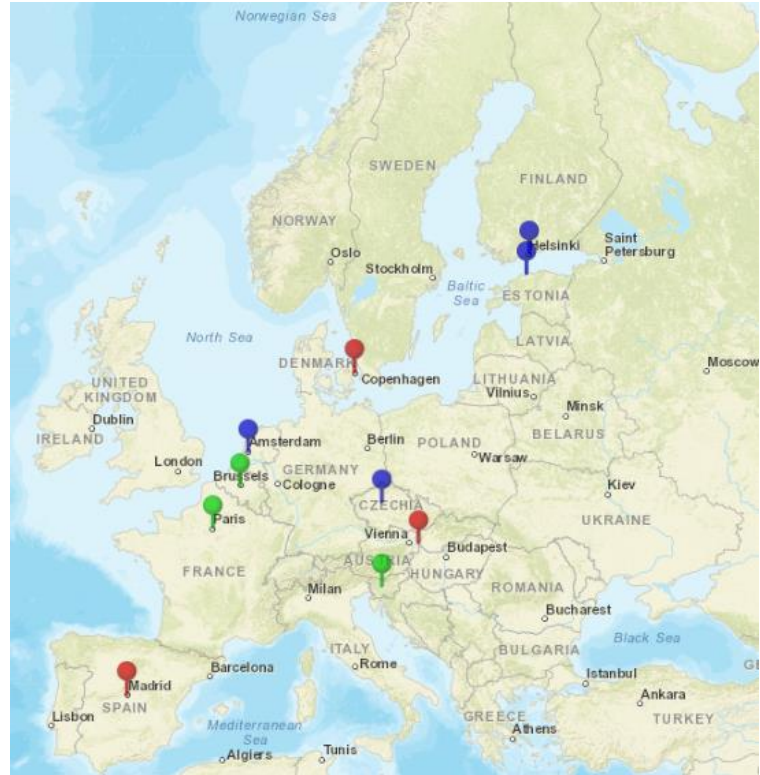 Norwegian Sea
SWEDEN
FINLAND
NORWAY
Helsinki
Saint
Petersburg
Oslo
Stockholm
Baltic
Sea
ESTONIA
North Sea
LATVIA
DENMARK
Copenhagen
Moscow
LITHUANIA
Vilnius
UNITED
KINGDOM
Minsk
Dublin
BELARUS
IRELAND
Amsterdam
Berlin
POLAND
London
Brussels
GERMANY
Warsaw
Cologne
Kiev
CZECHIA
Paris
UKRAINE
Vienna
Budapest
FRANCE
AUSTRIA
HUNGARY
Milan
ROMANIA
Bucharest
ITALY
Black Sea
BULGARIA
Barcelona
Rome
Madrid
SPAIN
Istanbul
GE
Ankara
Lisbon
Mediterranean
Sea
GREECE
TURKEY
Athens
Algiers
Tunis